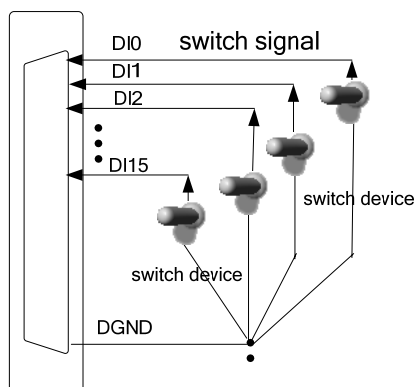 DI0
switch signal
DI1
DI2
DI15
switch device
switch device
DGND